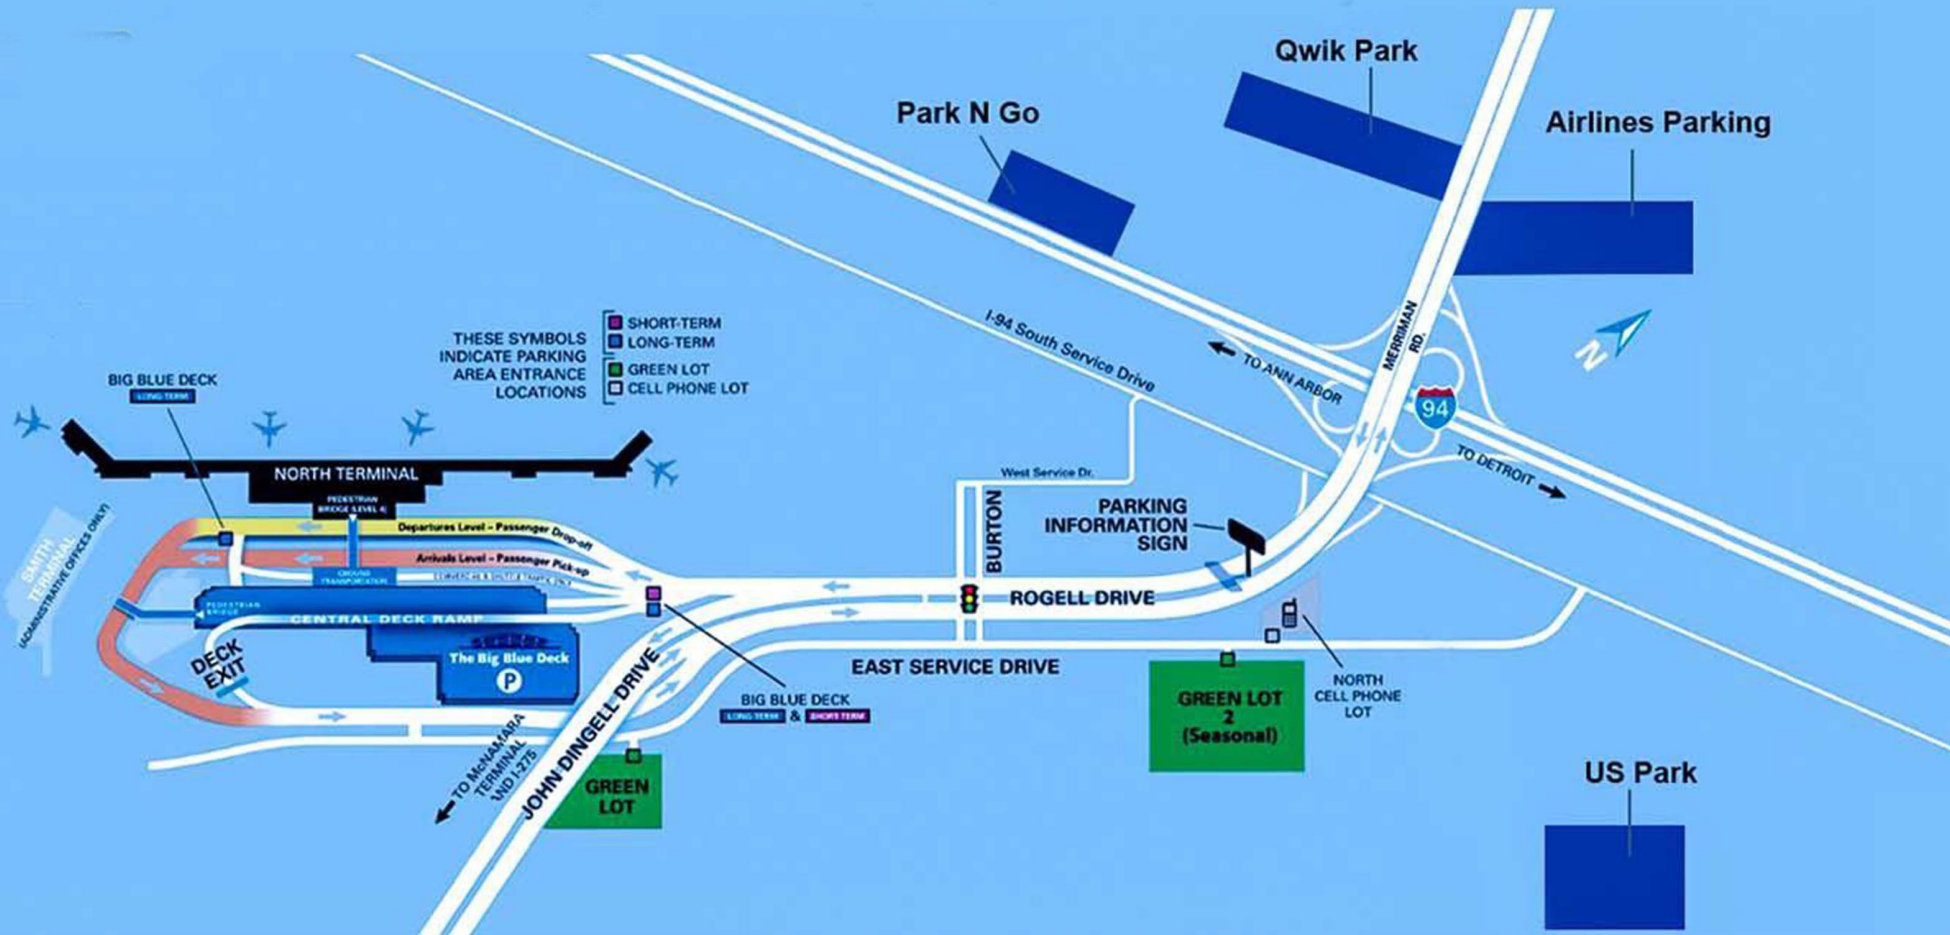 Qwik Park
Park N Go
Airlines Parking
I-94 South Service Drive
TO ANN ARBOR
MERRIMAN
RD.
94
TO DETROIT
N
THESE SYMBOLS
INDICATE PARKING
AREA ENTRANCE
LOCATIONS
SHORT-TERM
LONG-TERM
GREEN LOT
CELL PHONE LOT
BIG BLUE DECK
LONG-TERM
NORTH TERMINAL
PEDESTRIAN
BRIDGE (LEVEL 4)
Departures Level – Passenger Drop-off
Arrivals Level – Passenger Pick-up
GROUND
TRANSPORTATION
SMITH
TERMINAL
(ADMINISTRATIVE OFFICES ONLY)
PEDESTRIAN
BRIDGE
CENTRAL DECK RAMP
DECK
EXIT
The Big Blue Deck
P
West Service Dr.
BURTON
PARKING
INFORMATION
SIGN
ROGELL DRIVE
EAST SERVICE DRIVE
BIG BLUE DECK
LONG-TERM & SHORT-TERM
JOHN DINGELL DRIVE
TO McNAMARA
TERMINAL
AND I-275
GREEN
LOT
GREEN LOT
2
(Seasonal)
NORTH
CELL PHONE
LOT
US Park